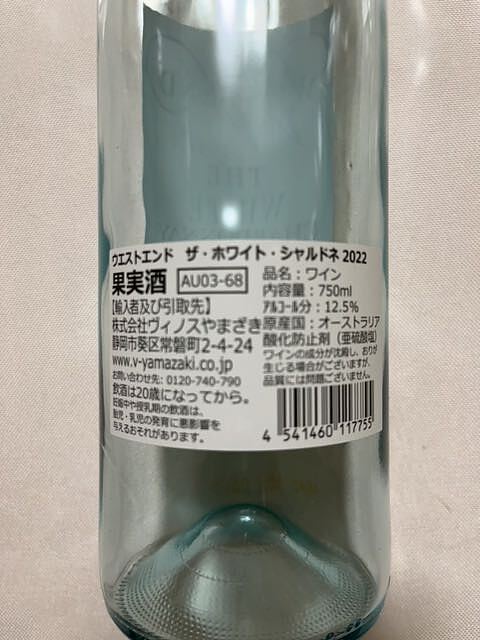 ウエストエンド ザ・ホワイト・シャルドネ 2022
果実酒 AU03-68
【輸入者及び引取先】
株式会社ヴィノスやまざき
静岡市葵区常磐町2-4-24
www.v-yamazaki.co.jp
お問い合わせ先：0120-740-790
飲酒は20歳になってから。
妊娠中や授乳期の飲酒は、
胎児・乳児の発育に悪影響を
与えるおそれがあります。
品名：ワイン
内容量：750ml
アルコール分：12.5%
原産国：オーストラリア
酸化防止剤（亜硫酸塩）
ワインの成分が沈殿し、おりが
生じる場合がございますが、
品質には問題ございません。
4 541460 117755
THE